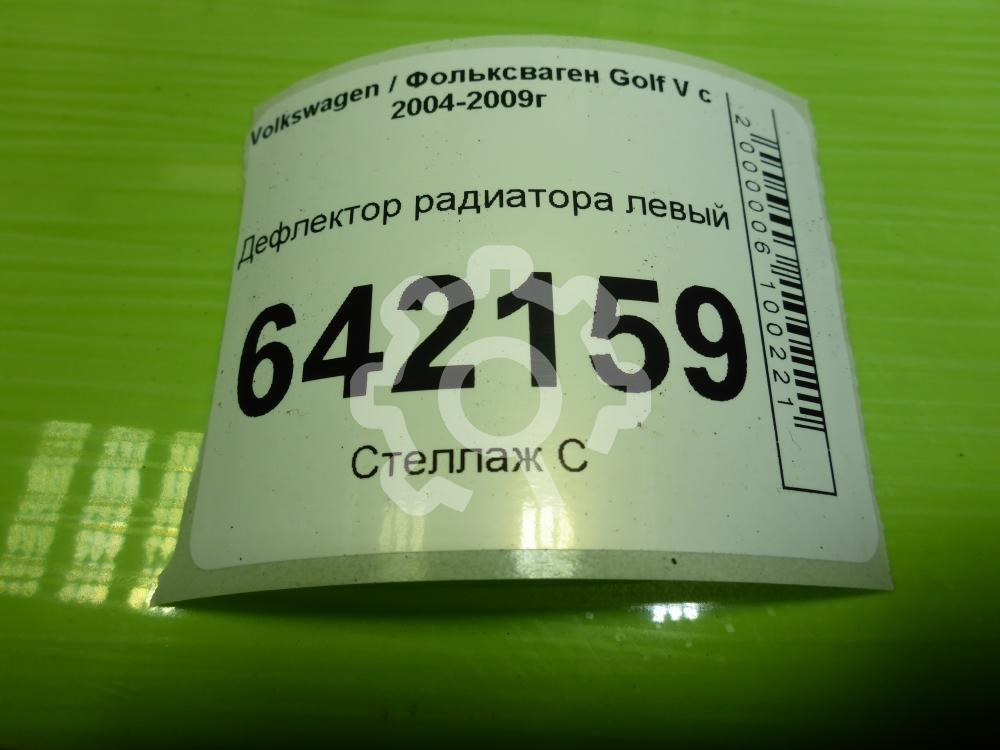 Volkswagen / Фольксваген Golf V с
2004-2009г
Дефлектор радиатора левый
642159
Стеллаж С
2000006100221